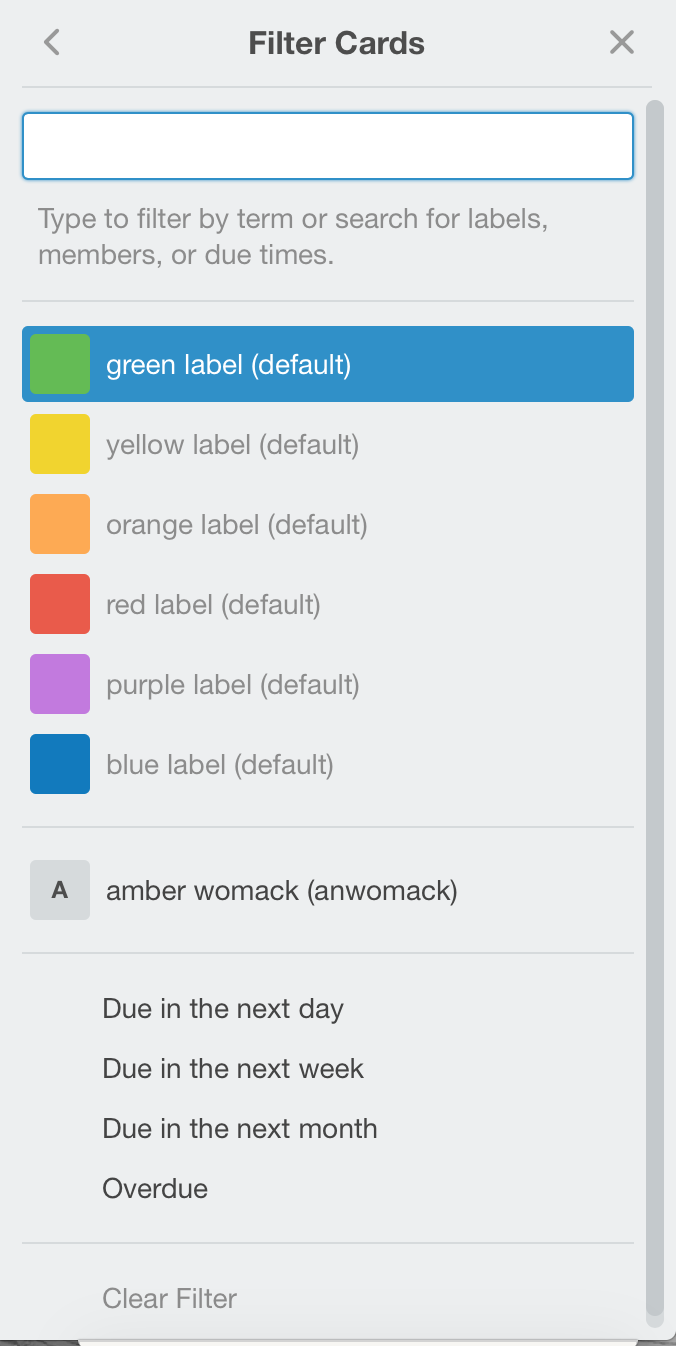 Filter Cards
Type to filter by term or search for labels,
members, or due times.
green label (default)
yellow label (default)
orange label (default)
red label (default)
purple label (default)
blue label (default)
A amber womack (anwomack)
Due in the next day
Due in the next week
Due in the next month
Overdue
Clear Filter